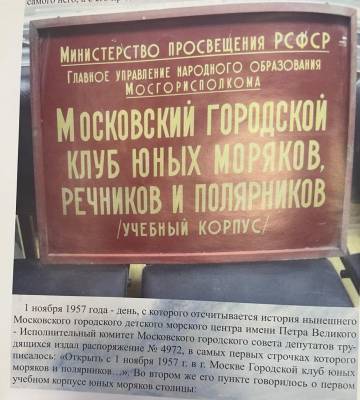 самого него, а с его
Министерство просвещения РСФСР
Главное управление народного образования
Мосгорисполкома
Московский городской
клуб юных моряков,
речников и полярников
/учебный корпус/
1 ноября 1957 года - день, с которого отсчитывается история нынешнего
Московского городского детского морского центра имени Петра Великого
- Исполнительный комитет Московского городского совета депутатов тру-
дящихся издал распоряжение № 4972, в самых первых строчках которого
писалось: «Открыть с 1 ноября 1957 г. в г. Москве Городской клуб юных
моряков и полярников…». Во втором же его пункте говорилось о первом
учебном корпусе юных моряков столицы: